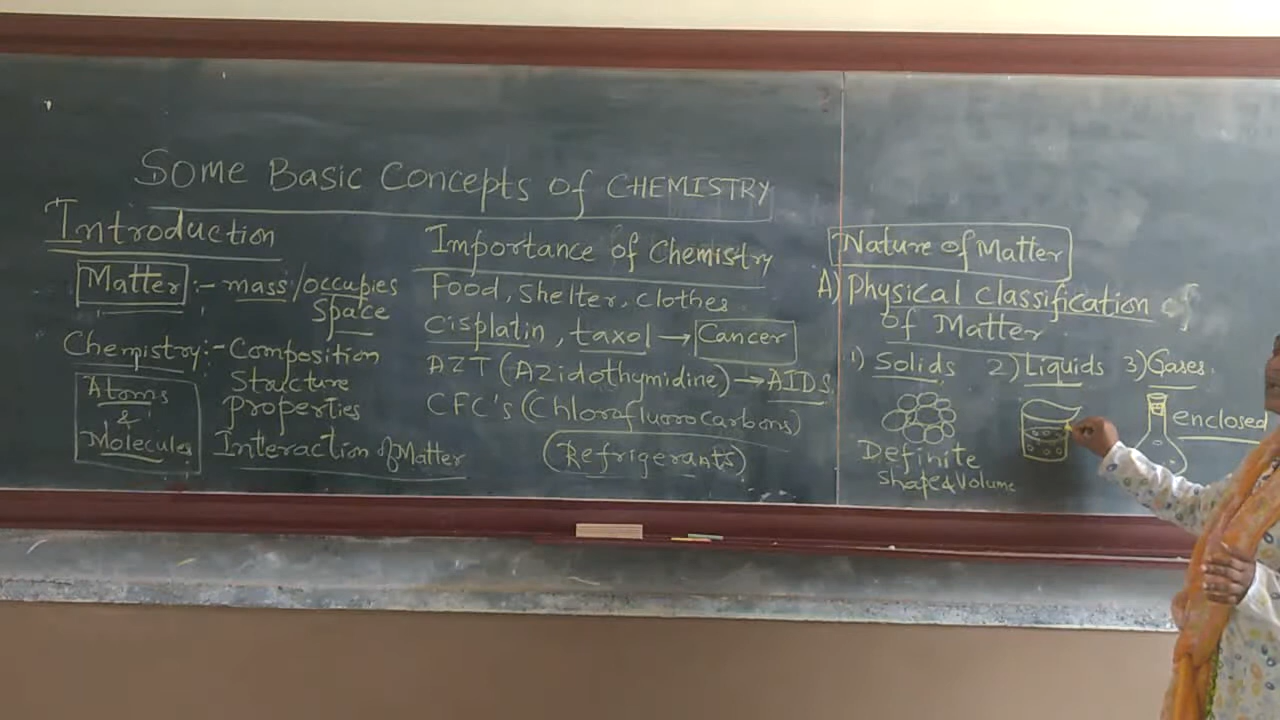 Some Basic Concepts of CHEMISTRY
Introduction
Matter :- mass/occupies
Space
Chemistry :- Composition
Structure
properties
Atoms
&
Molecules
Interaction of Matter
Importance of Chemistry
Food, Shelter, clothes
cisplatin, taxol → Cancer
AZT (Azidothymidine) → AIDS
CFC's (Chlorofluorocarbons)
(Refrigerants)
Nature of Matter
A) Physical classification of
of Matter
1) Solids 2) Liquids 3) Gases
enclosed
Definite
Shape & Volume